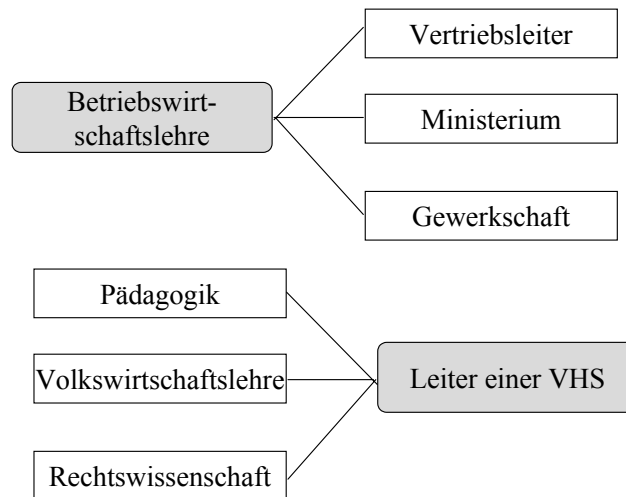 Vertriebsleiter
Betriebswirt-
schaftslehre
Ministerium
Gewerkschaft
Pädagogik
Volkswirtschaftslehre
Leiter einer VHS
Rechtswissenschaft